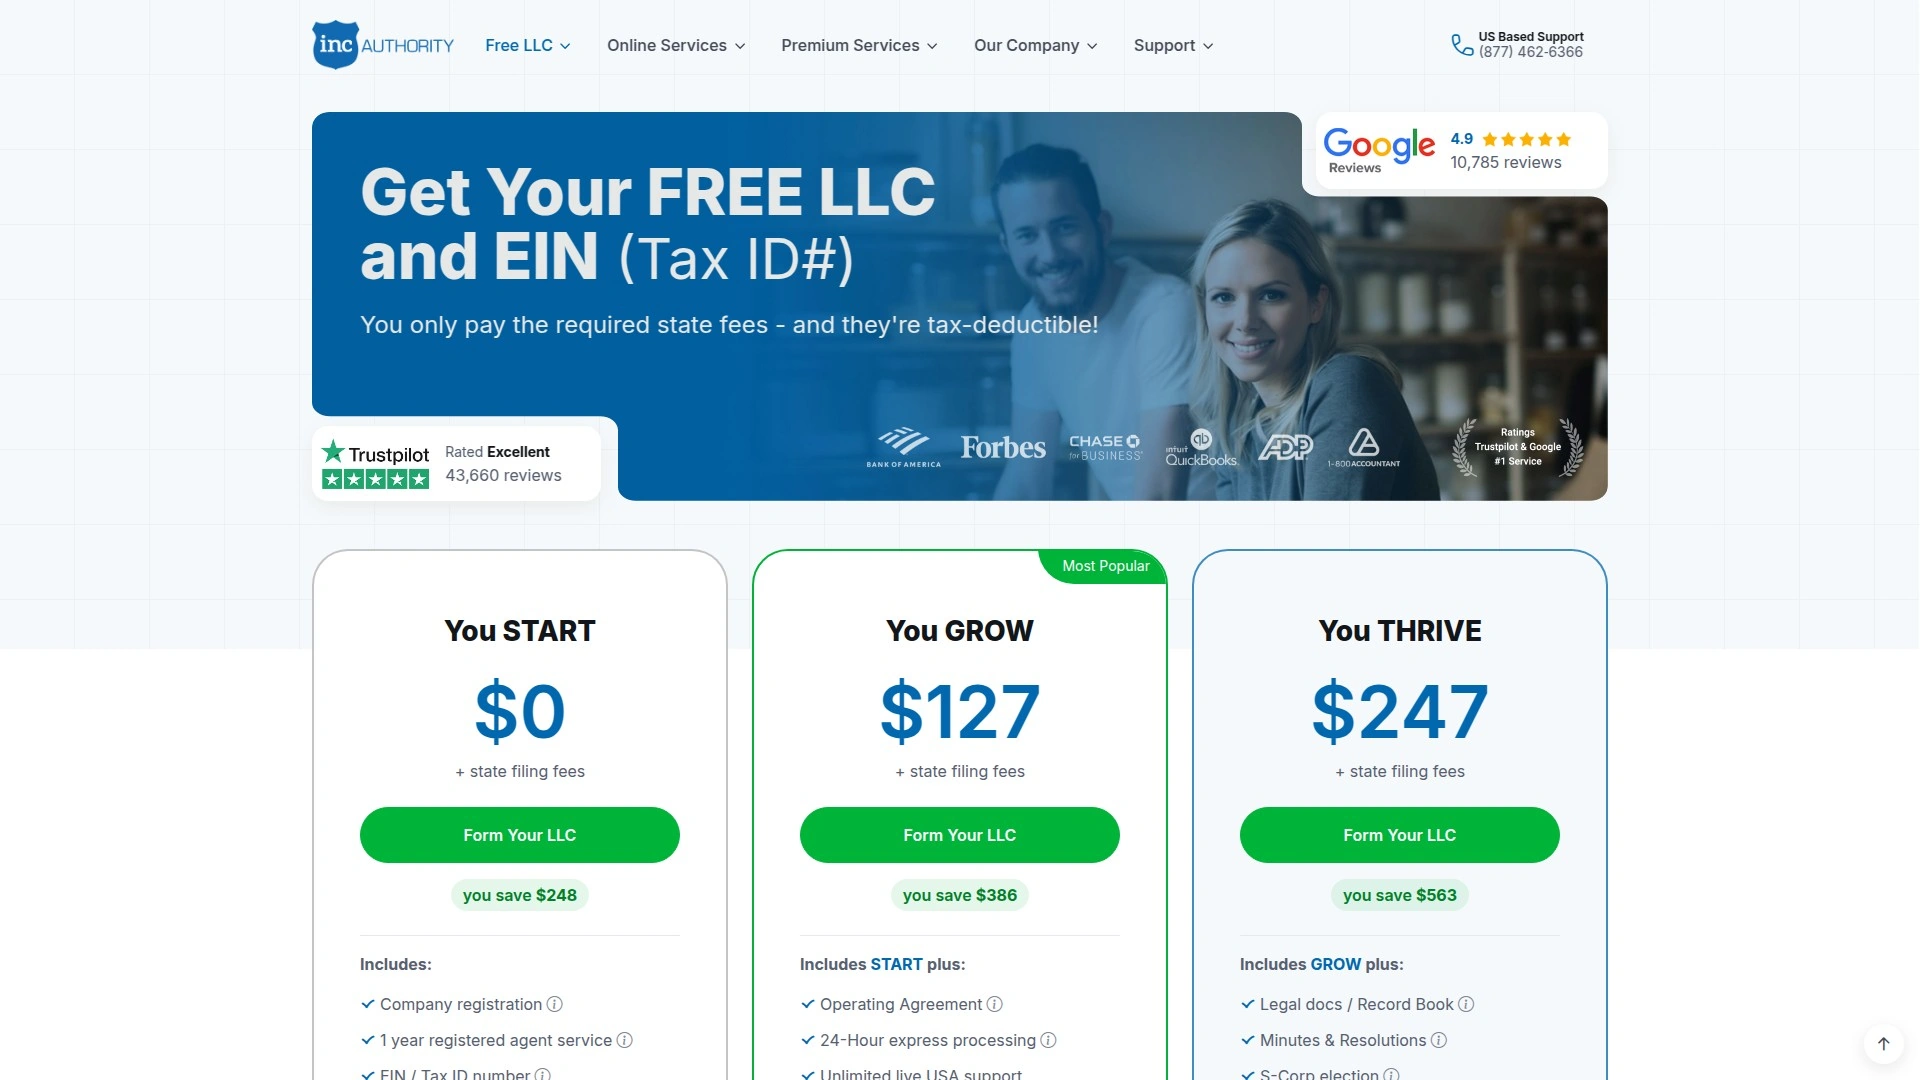 inc AUTHORITY
Free LLC
Online Services
Premium Services
Our Company
Support
US Based Support
(877) 462-6366
Get Your FREE LLC
and EIN (Tax ID#)
You only pay the required state fees - and they're tax-deductible!
Google
Reviews
4.9
10,785 reviews
Trustpilot
Rated Excellent
43,660 reviews
BANK OF AMERICA
Forbes
CHASE
for BUSINESS
intuit
qb
QuickBooks
ADP
1-800ACCOUNTANT
Ratings
Trustpilot & Google
#1 Service
You START
$0
+ state filing fees
Form Your LLC
you save $248
Includes:
Company registration
1 year registered agent service
EIN / Tax ID number
Most Popular
You GROW
$127
+ state filing fees
Form Your LLC
you save $386
Includes START plus:
Operating Agreement
24-Hour express processing
Unlimited live USA support
You THRIVE
$247
+ state filing fees
Form Your LLC
you save $563
Includes GROW plus:
Legal docs / Record Book
Minutes & Resolutions
S-Corp election